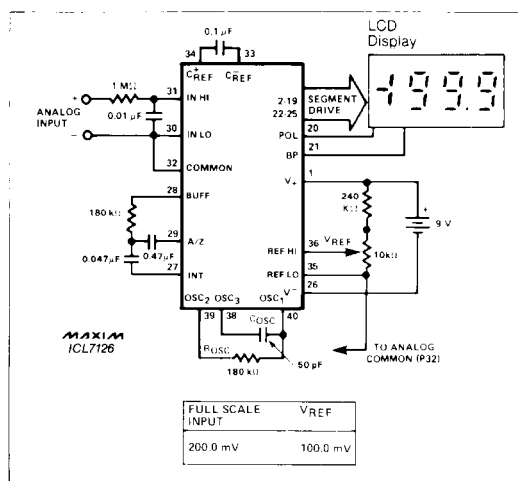 LCD
Display
0.1 µF
34 33
C⁺REF C⁻REF
1 MΩ
31 IN HI
ANALOG
INPUT
+
−
0.01 µF
30 IN LO
32 COMMON
28 BUFF
180 kΩ
29 A/Z
0.47µF
0.047µF
27 INT
2-19
22-25
SEGMENT
DRIVE
20
POL
21
BP
1
V+
240
KΩ
9 V
36 VREF
REF HI
10kΩ
35
REF LO
26
V−
-199.9
OSC2 OSC3 OSC1
39 38 40
COSC
ROSC
50 pF
180 kΩ
TO ANALOG
COMMON (P32)
MAXIM
ICL7126
FULL SCALE INPUT VREF
200.0 mV 100.0 mV